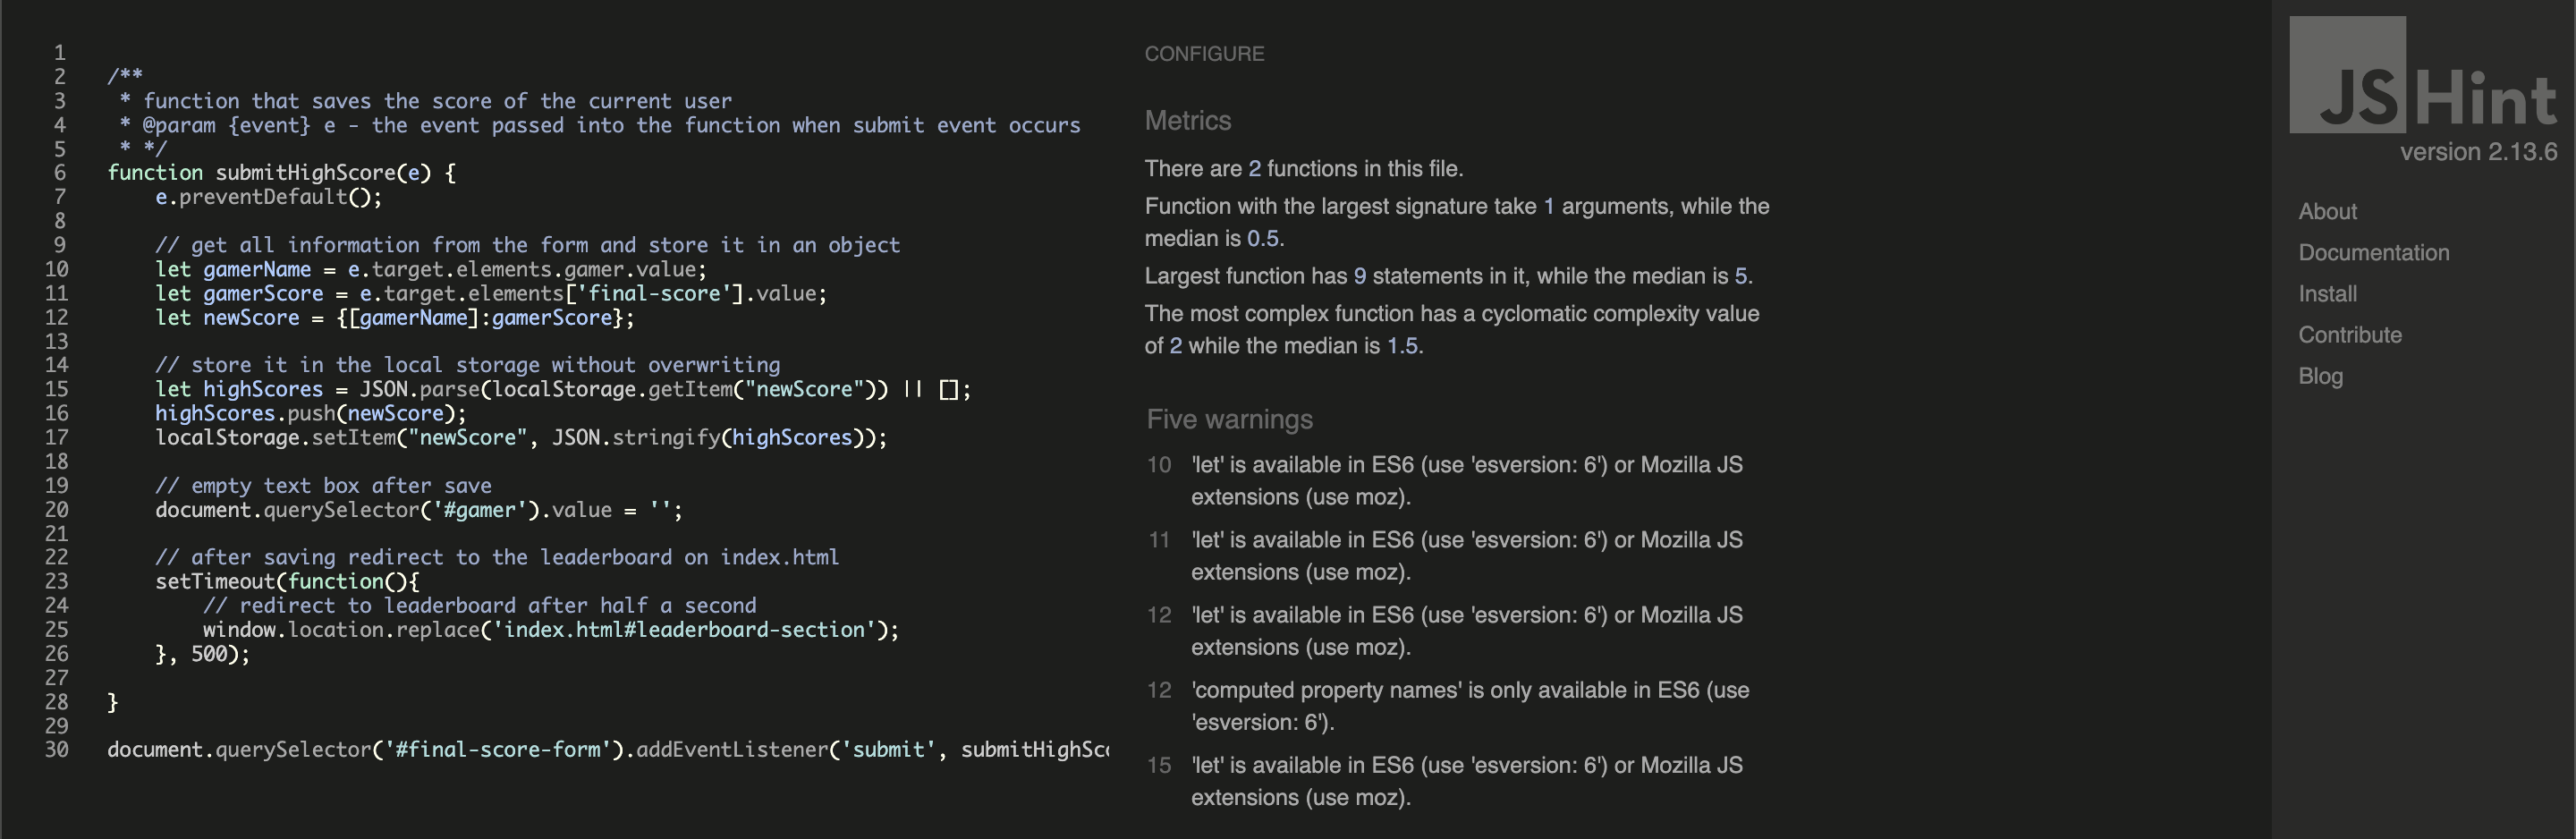 1
2 /**
3 * function that saves the score of the current user
4 * @param {event} e - the event passed into the function when submit event occurs
5 * */
6 function submitHighScore(e) {
7 e.preventDefault();
8
9 // get all information from the form and store it in an object
10 let gamerName = e.target.elements.gamer.value;
11 let gamerScore = e.target.elements['final-score'].value;
12 let newScore = {[gamerName]:gamerScore};
13
14 // store it in the local storage without overwriting
15 let highScores = JSON.parse(localStorage.getItem("newScore")) || [];
16 highScores.push(newScore);
17 localStorage.setItem("newScore", JSON.stringify(highScores));
18
19 // empty text box after save
20 document.querySelector('#gamer').value = '';
21
22 // after saving redirect to the leaderboard on index.html
23 setTimeout(function(){
24 // redirect to leaderboard after half a second
25 window.location.replace('index.html#leaderboard-section');
26 }, 500);
27
28 }
29
30 document.querySelector('#final-score-form').addEventListener('submit', submitHighSc
CONFIGURE
Metrics
There are 2 functions in this file.
Function with the largest signature take 1 arguments, while the
median is 0.5.
Largest function has 9 statements in it, while the median is 5.
The most complex function has a cyclomatic complexity value
of 2 while the median is 1.5.
Five warnings
10 'let' is available in ES6 (use 'esversion: 6') or Mozilla JS
extensions (use moz).
11 'let' is available in ES6 (use 'esversion: 6') or Mozilla JS
extensions (use moz).
12 'let' is available in ES6 (use 'esversion: 6') or Mozilla JS
extensions (use moz).
12 'computed property names' is only available in ES6 (use
'esversion: 6').
15 'let' is available in ES6 (use 'esversion: 6') or Mozilla JS
extensions (use moz).
JSHint
version 2.13.6
About
Documentation
Install
Contribute
Blog